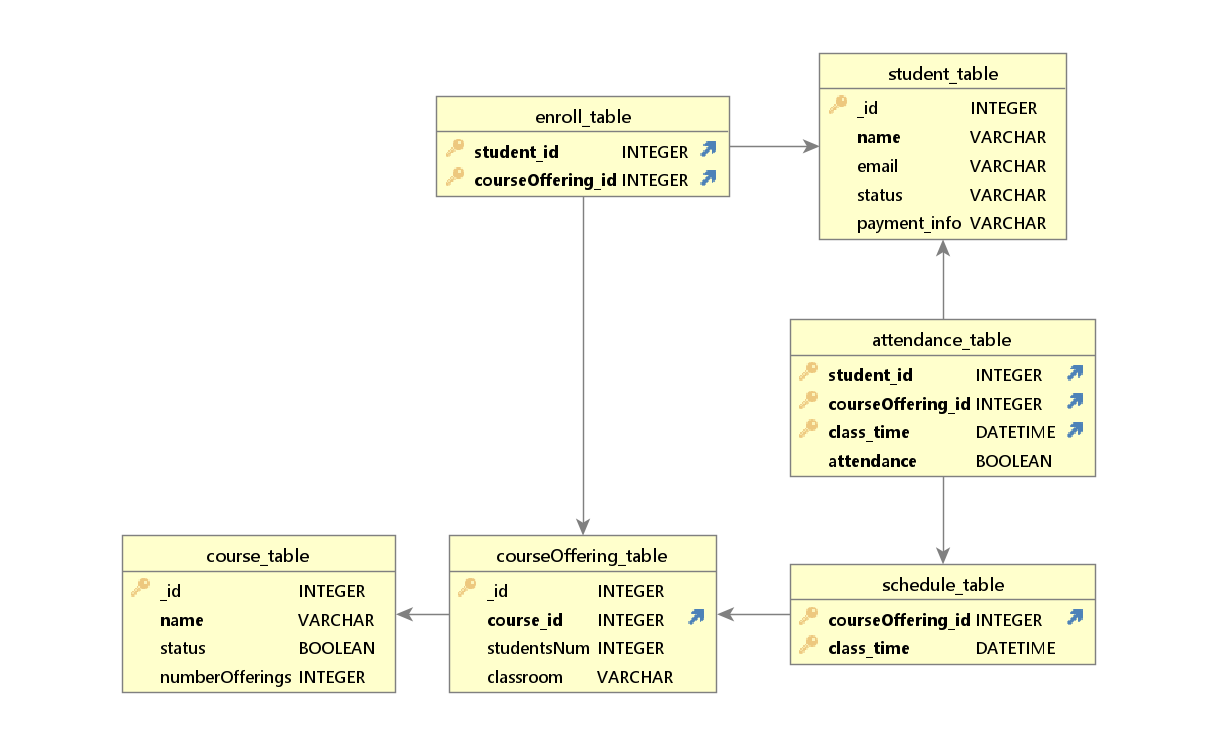 student_table
_id INTEGER
name VARCHAR
email VARCHAR
status VARCHAR
payment_info VARCHAR
enroll_table
student_id INTEGER
courseOffering_id INTEGER
attendance_table
student_id INTEGER
courseOffering_id INTEGER
class_time DATETIME
attendance BOOLEAN
course_table
_id INTEGER
name VARCHAR
status BOOLEAN
numberOfferings INTEGER
courseOffering_table
_id INTEGER
course_id INTEGER
studentsNum INTEGER
classroom VARCHAR
schedule_table
courseOffering_id INTEGER
class_time DATETIME